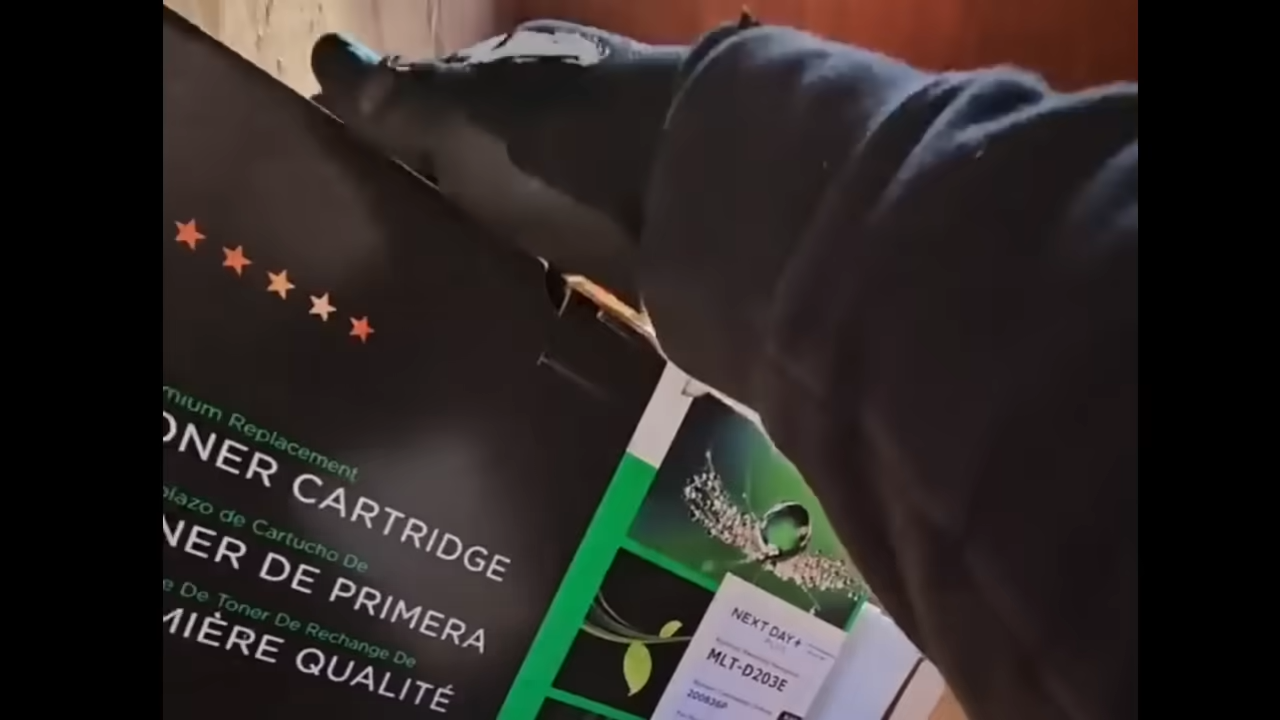 mium Replacement
ONER CARTRIDGE
plazo de Cartucho De
NER DE PRIMERA
e De Toner De Rechange De
MIÈRE QUALITÉ
NEXT DAY+
MLT-D203E
200836P